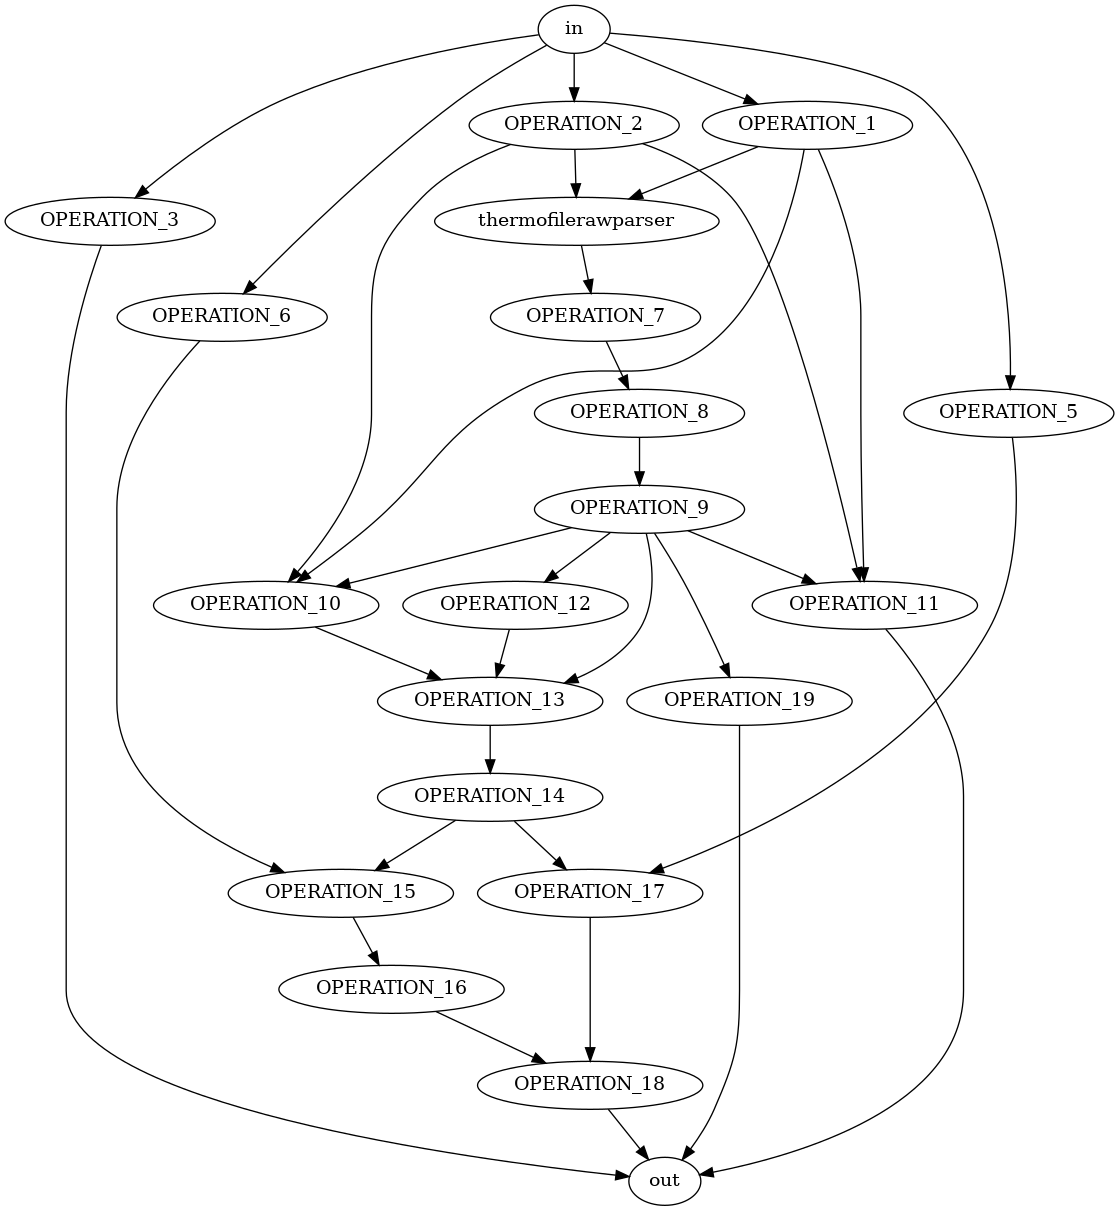 in
OPERATION_2
OPERATION_1
OPERATION_3
thermofilerawparser
OPERATION_6
OPERATION_7
OPERATION_8
OPERATION_5
OPERATION_9
OPERATION_10
OPERATION_12
OPERATION_11
OPERATION_13
OPERATION_19
OPERATION_14
OPERATION_15
OPERATION_17
OPERATION_16
OPERATION_18
out